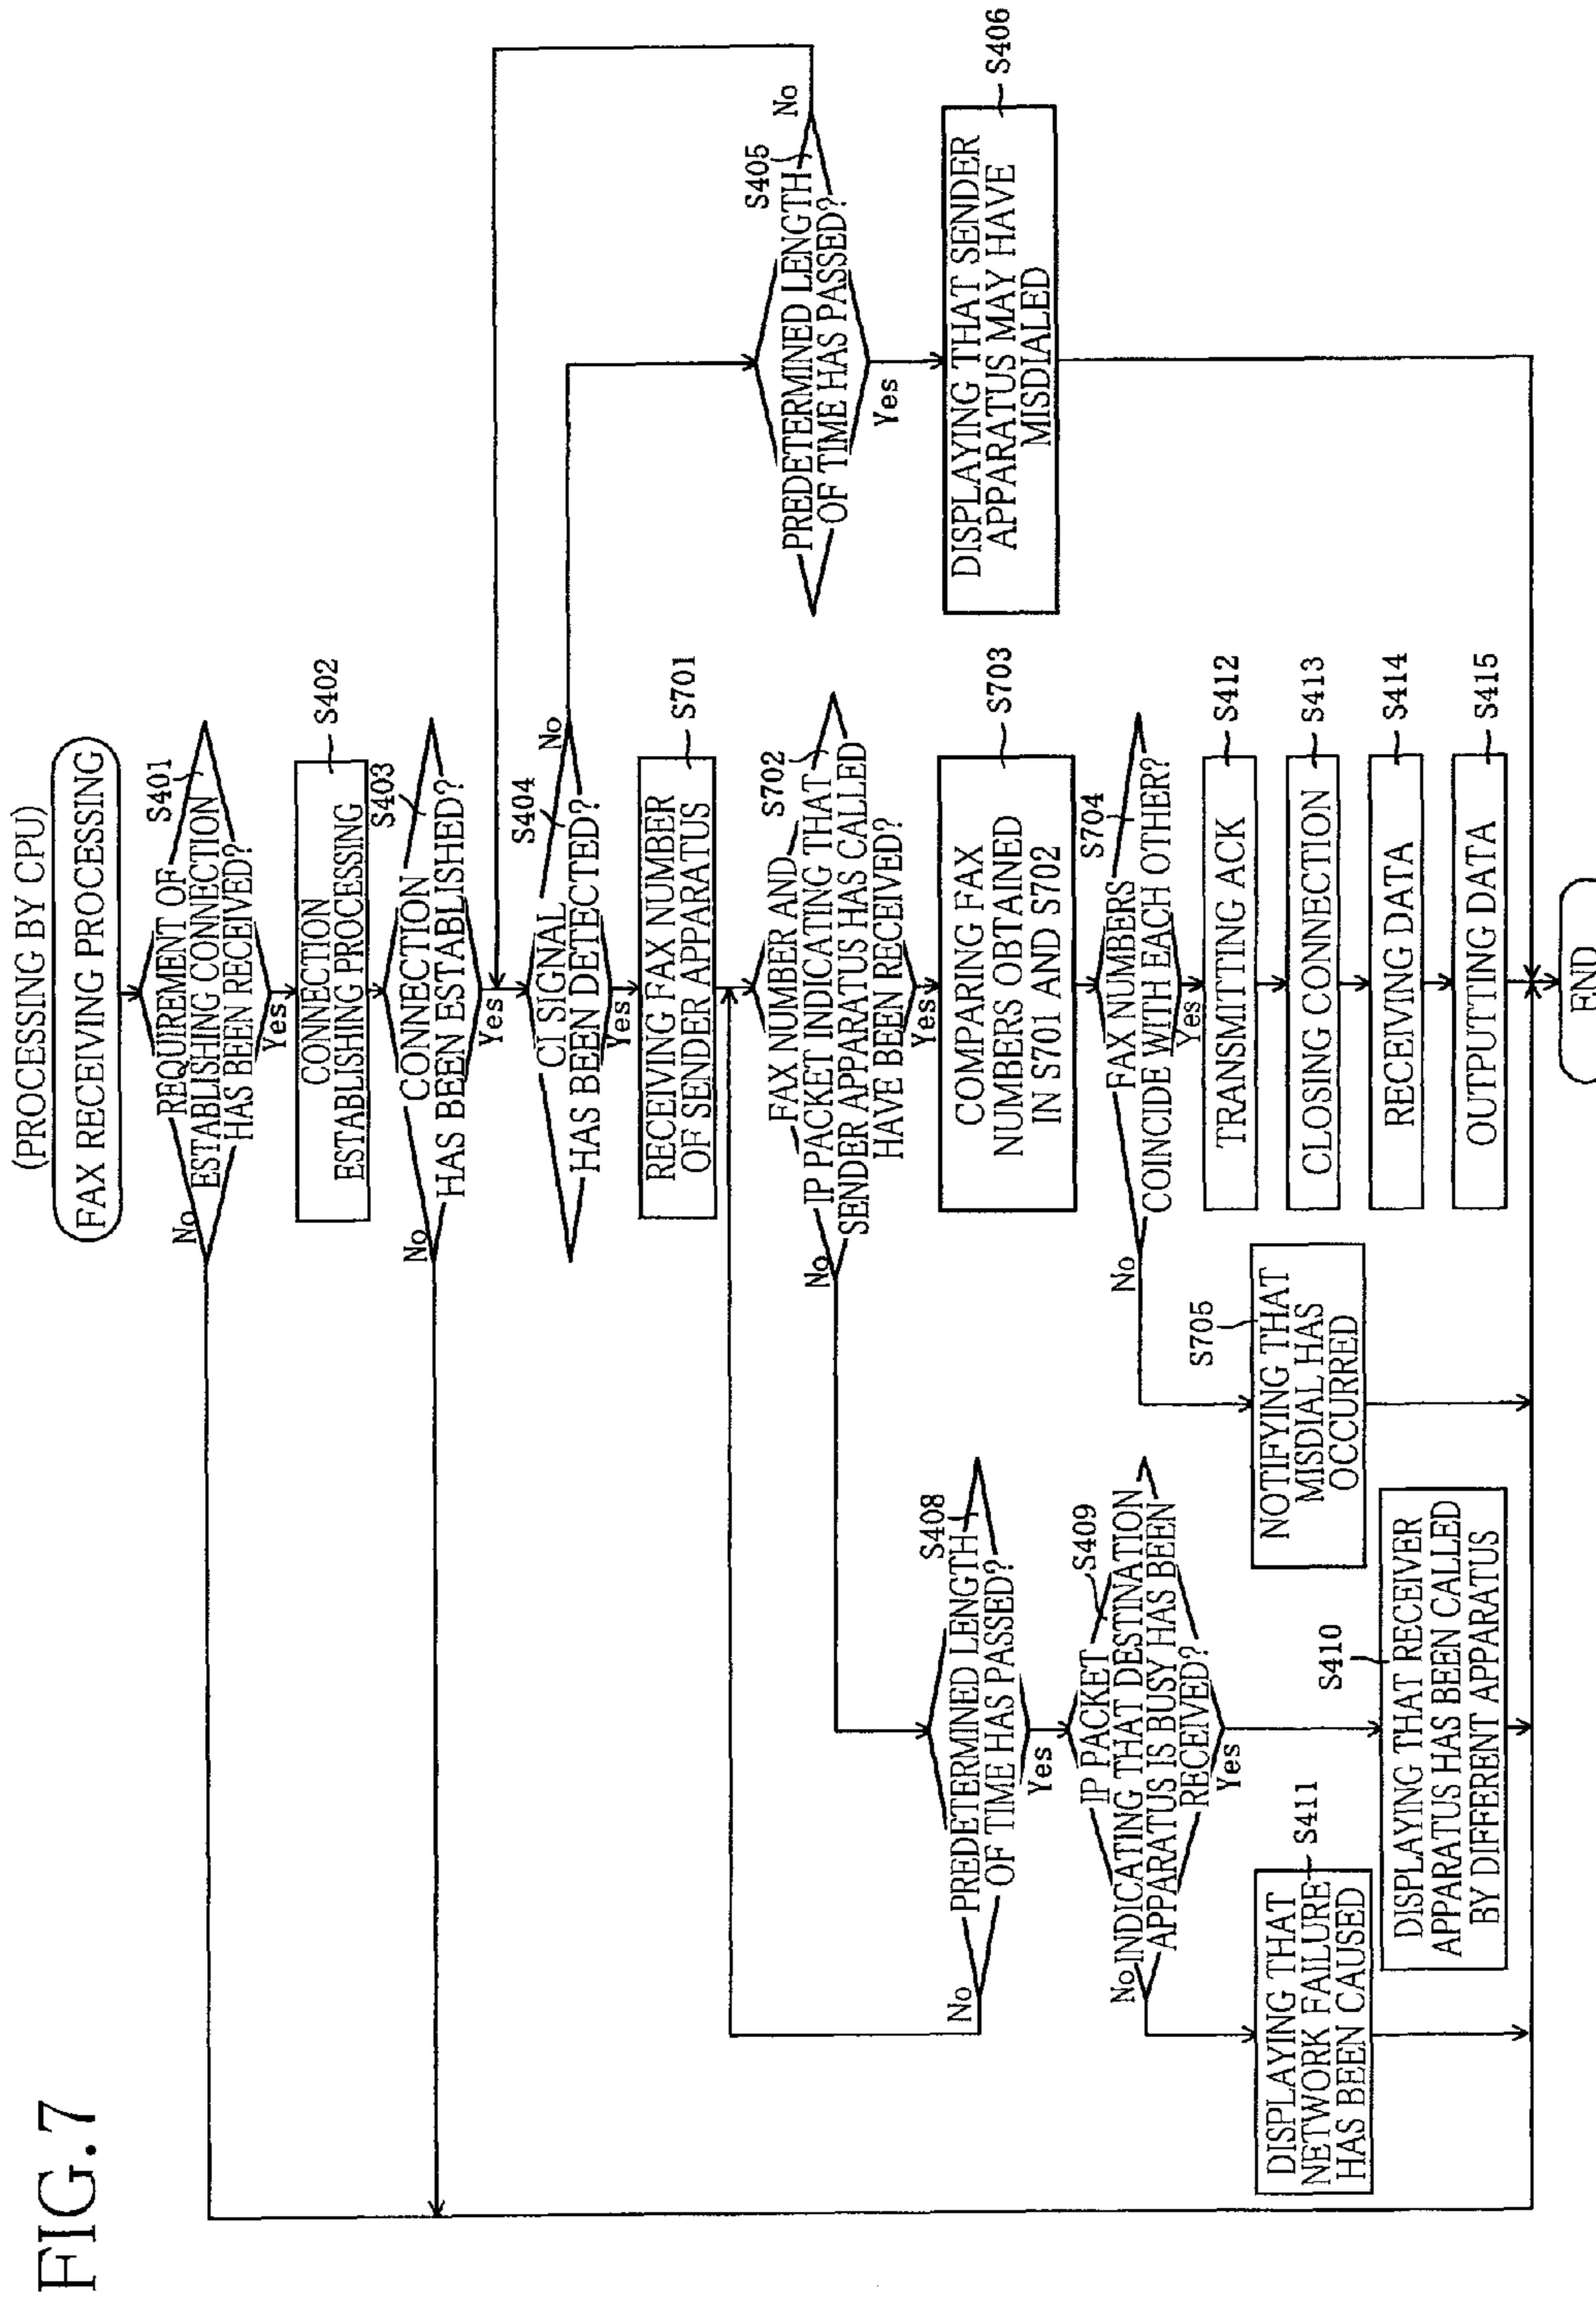 FIG.7
(PROCESSING BY CPU)
FAX RECEIVING PROCESSING
S401
REQUIREMENT OF
ESTABLISHING CONNECTION
HAS BEEN RECEIVED?
No
Yes
S402
CONNECTION
ESTABLISHING PROCESSING
S403
CONNECTION
HAS BEEN ESTABLISHED?
No
Yes
S404
CI SIGNAL
HAS BEEN DETECTED?
No
Yes
S405
PREDETERMINED LENGTH
OF TIME HAS PASSED?
No
Yes
S406
DISPLAYING THAT SENDER
APPARATUS MAY HAVE
MISDIALED
S701
RECEIVING FAX NUMBER
OF SENDER APPARATUS
S702
FAX NUMBER AND
IP PACKET INDICATING THAT
SENDER APPARATUS HAS CALLED
HAVE BEEN RECEIVED?
No
Yes
S408
PREDETERMINED LENGTH
OF TIME HAS PASSED?
No
Yes
S409
IP PACKET
INDICATING THAT DESTINATION
APPARATUS IS BUSY HAS BEEN
RECEIVED?
No
Yes
S411
DISPLAYING THAT
NETWORK FAILURE
HAS BEEN CAUSED
S410
DISPLAYING THAT RECEIVER
APPARATUS HAS BEEN CALLED
BY DIFFERENT APPARATUS
S703
COMPARING FAX
NUMBERS OBTAINED
IN S701 AND S702
S704
FAX NUMBERS
COINCIDE WITH EACH OTHER?
No
Yes
S705
NOTIFYING THAT
MISDIAL HAS
OCCURRED
S412
TRANSMITTING ACK
S413
CLOSING CONNECTION
S414
RECEIVING DATA
S415
OUTPUTTING DATA
END